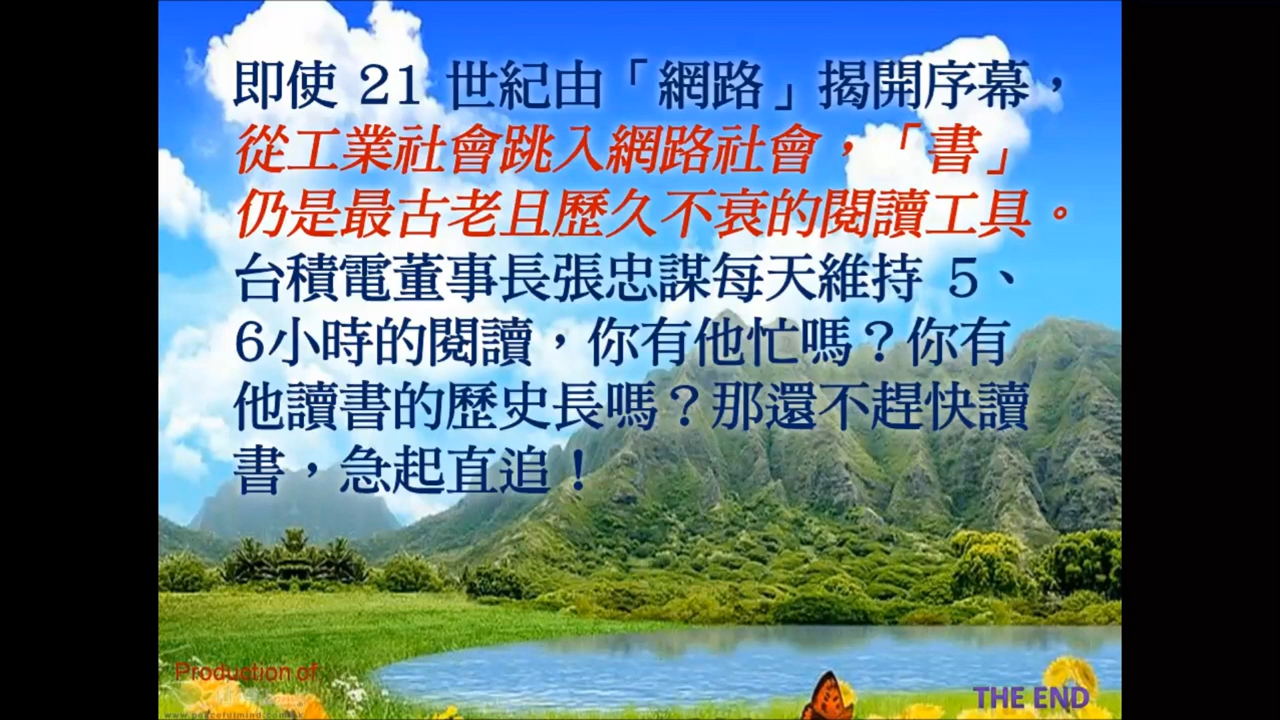 即使 21 世紀由「網路」揭開序幕，
從工業社會跳入網路社會，「書」
仍是最古老且歷久不衰的閱讀工具。
台積電董事長張忠謀每天維持 5、
6小時的閱讀，你有他忙嗎？你有
他讀書的歷史長嗎？那還不趕快讀
書，急起直追！
Production of
THE END